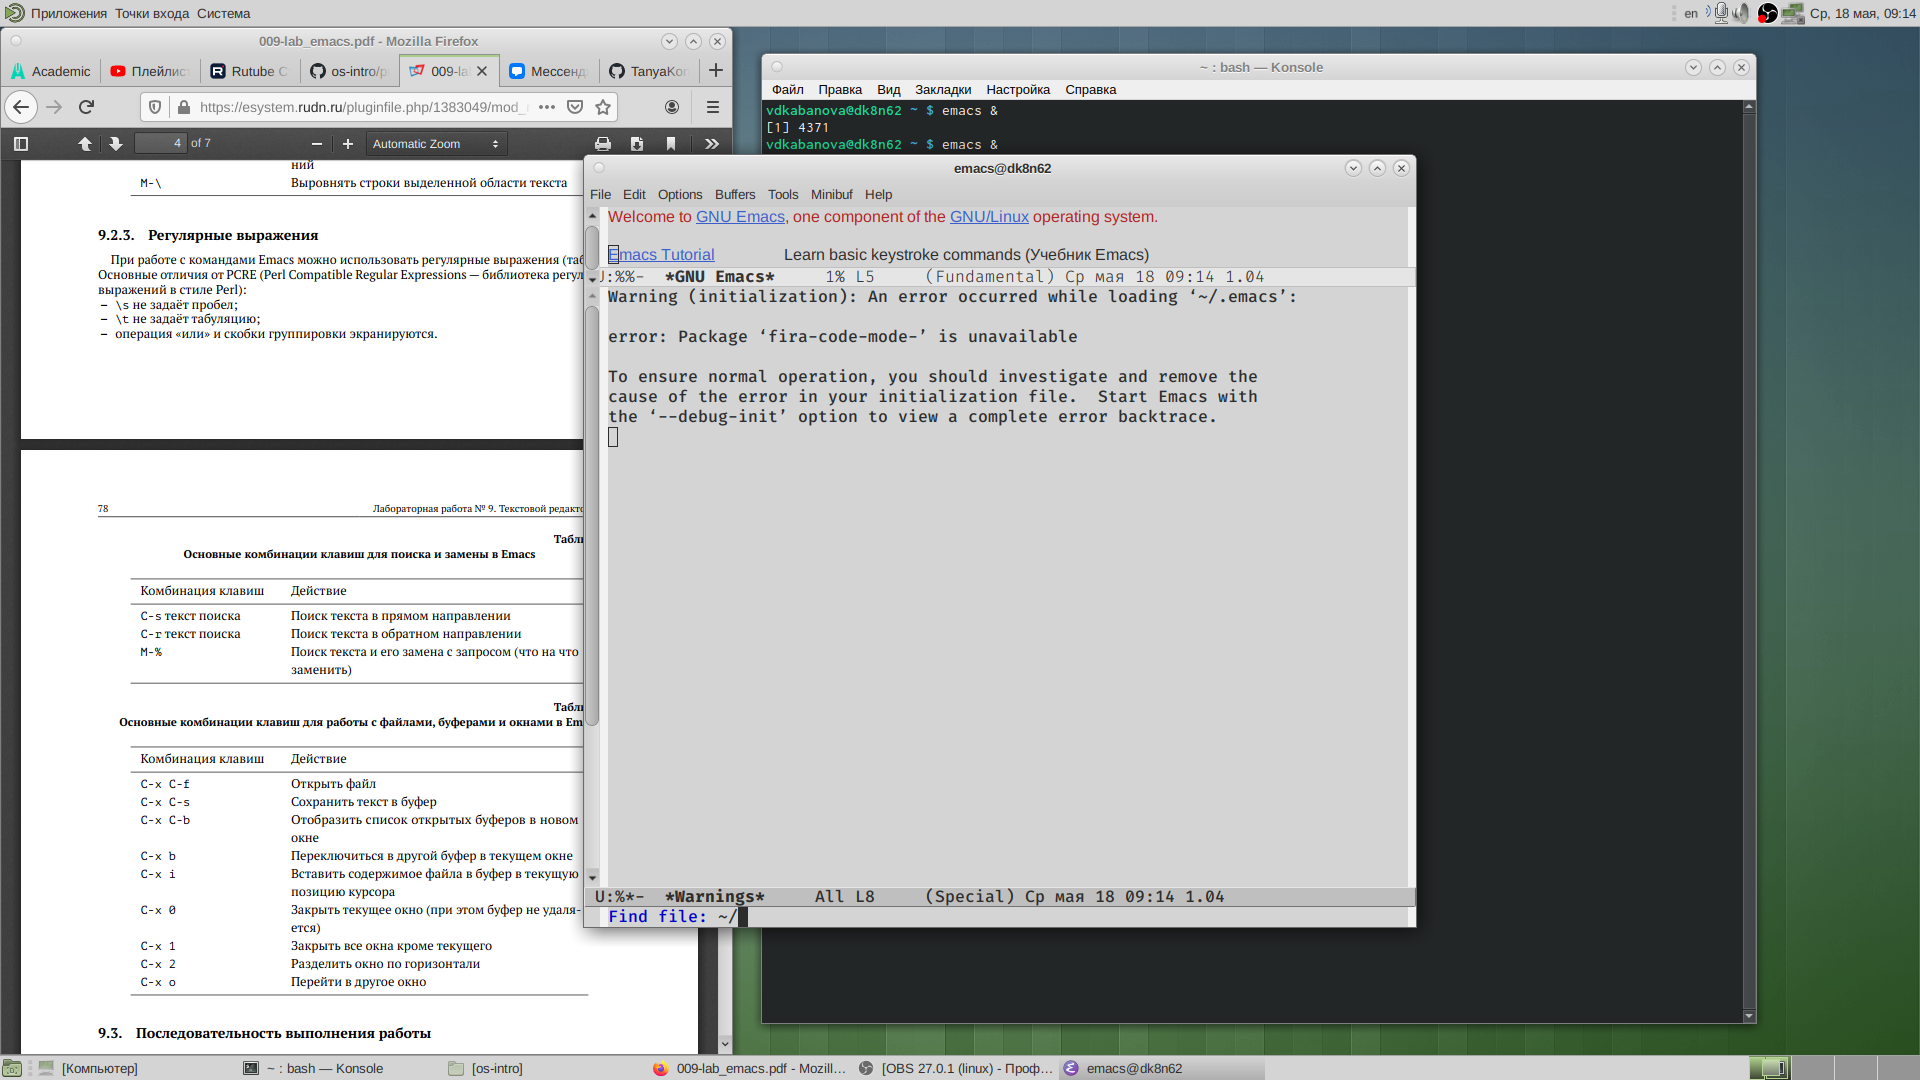 Приложения Точки входа Система
en
Ср, 18 мая, 09:14
009-lab_emacs.pdf - Mozilla Firefox
Academic
Плейлис
Rutube
os-intro/p
009-la
Мессенд
TanyaKo
https://esystem.rudn.ru/pluginfile.php/1383049/mod_
4 of 7
Automatic Zoom
ний
M-\ Выровнять строки выделенной области текста
9.2.3. Регулярные выражения
При работе с командами Emacs можно использовать регулярные выражения (таб
Основные отличия от PCRE (Perl Compatible Regular Expressions — библиотека регул
выражений в стиле Perl):
– \s не задаёт пробел;
– \t не задаёт табуляцию;
– операция «или» и скобки группировки экранируются.
78 Лабораторная работа № 9. Текстовой редакто
Табли
Основные комбинации клавиш для поиска и замены в Emacs
Комбинация клавиш Действие
C-s текст поиска Поиск текста в прямом направлении
C-r текст поиска Поиск текста в обратном направлении
M-% Поиск текста и его замена с запросом (что на что
заменить)
Табли
Основные комбинации клавиш для работы с файлами, буферами и окнами в Em
Комбинация клавиш Действие
C-x C-f Открыть файл
C-x C-s Сохранить текст в буфер
C-x C-b Отобразить список открытых буферов в новом
окне
C-x b Переключиться в другой буфер в текущем окне
C-x i Вставить содержимое файла в буфер в текущую
позицию курсора
C-x 0 Закрыть текущее окно (при этом буфер не удаля-
ется)
C-x 1 Закрыть все окна кроме текущего
C-x 2 Разделить окно по горизонтали
C-x o Перейти в другое окно
9.3. Последовательность выполнения работы
~ : bash — Konsole
Файл Правка Вид Закладки Настройка Справка
vdkabanova@dk8n62 ~ $ emacs &
[1] 4371
vdkabanova@dk8n62 ~ $ emacs &
emacs@dk8n62
File Edit Options Buffers Tools Minibuf Help
Welcome to GNU Emacs, one component of the GNU/Linux operating system.
Emacs Tutorial Learn basic keystroke commands (Учебник Emacs)
U:%%- *GNU Emacs* 1% L5 (Fundamental) Ср мая 18 09:14 1.04
Warning (initialization): An error occurred while loading ‘~/.emacs’:
error: Package ‘fira-code-mode-’ is unavailable
To ensure normal operation, you should investigate and remove the
cause of the error in your initialization file.  Start Emacs with
the ‘--debug-init’ option to view a complete error backtrace.
U:%*- *Warnings* All L8 (Special) Ср мая 18 09:14 1.04
Find file: ~/
[Компьютер]
~ : bash — Konsole
[os-intro]
009-lab_emacs.pdf - Mozill...
[OBS 27.0.1 (linux) - Проф...
emacs@dk8n62